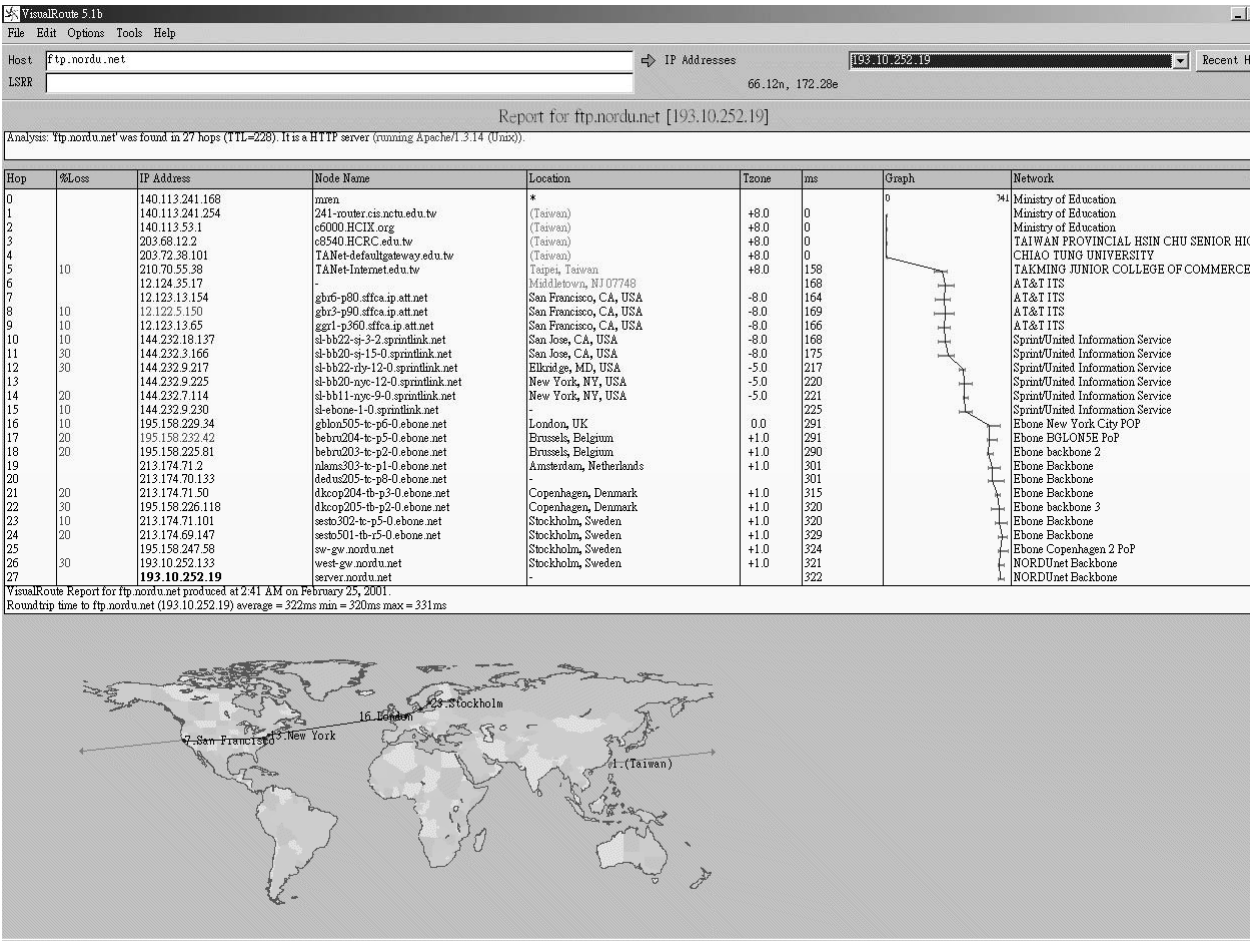 VisualRoute 5.1b
File Edit Options Tools Help
Host ftp.nordu.net IP Addresses 193.10.252.19 Recent H
LSRR 66.12n, 172.28e
Report for ftp.nordu.net [193.10.252.19]
Analysis: 'ftp.nordu.net' was found in 27 hops (TTL=228). It is a HTTP server (running Apache/1.3.14 (Unix)).
Hop %Loss IP Address Node Name Location Tzone ms Graph Network
0 140.113.241.168 mren * 0 341 Ministry of Education
1 140.113.241.254 241-router.cis.nctu.edu.tw (Taiwan) +8.0 0 Ministry of Education
2 140.113.53.1 c6000.HCIX.org (Taiwan) +8.0 0 Ministry of Education
3 203.68.12.2 c8540.HCRC.edu.tw (Taiwan) +8.0 0 TAIWAN PROVINCIAL HSIN CHU SENIOR HIG
4 203.72.38.101 TANet-defaultgateway.edu.tw (Taiwan) +8.0 0 CHIAO TUNG UNIVERSITY
5 10 210.70.55.38 TANet-Internet.edu.tw Taipei, Taiwan +8.0 158 TAKMING JUNIOR COLLEGE OF COMMERCE
6 12.124.35.17 - Middletown, NJ 07748 168 AT&T ITS
7 12.123.13.154 gbr6-p80.sffca.ip.att.net San Francisco, CA, USA -8.0 164 AT&T ITS
8 10 12.122.5.150 gbr3-p90.sffca.ip.att.net San Francisco, CA, USA -8.0 169 AT&T ITS
9 10 12.123.13.65 ggr1-p360.sffca.ip.att.net San Francisco, CA, USA -8.0 166 AT&T ITS
10 10 144.232.18.137 sl-bb22-sj-3-2.sprintlink.net San Jose, CA, USA -8.0 168 Sprint/United Information Service
11 30 144.232.3.166 sl-bb20-sj-15-0.sprintlink.net San Jose, CA, USA -8.0 175 Sprint/United Information Service
12 30 144.232.9.217 sl-bb22-rly-12-0.sprintlink.net Elkridge, MD, USA -5.0 217 Sprint/United Information Service
13 144.232.9.225 sl-bb20-nyc-12-0.sprintlink.net New York, NY, USA -5.0 220 Sprint/United Information Service
14 20 144.232.7.114 sl-bb11-nyc-9-0.sprintlink.net New York, NY, USA -5.0 221 Sprint/United Information Service
15 10 144.232.9.230 sl-ebone-1-0.sprintlink.net - 225 Sprint/United Information Service
16 10 195.158.229.34 gblon505-tc-p6-0.ebone.net London, UK 0.0 291 Ebone New York City POP
17 20 195.158.232.42 bebru204-tc-p5-0.ebone.net Brussels, Belgium +1.0 291 Ebone BGLON5E PoP
18 20 195.158.225.81 bebru203-tc-p2-0.ebone.net Brussels, Belgium +1.0 290 Ebone backbone 2
19 213.174.71.2 nlams303-tc-p1-0.ebone.net Amsterdam, Netherlands +1.0 301 Ebone Backbone
20 213.174.70.133 dedus205-tc-p8-0.ebone.net - 301 Ebone Backbone
21 20 213.174.71.50 dkcop204-tb-p3-0.ebone.net Copenhagen, Denmark +1.0 315 Ebone Backbone
22 30 195.158.226.118 dkcop205-tb-p2-0.ebone.net Copenhagen, Denmark +1.0 320 Ebone backbone 3
23 10 213.174.71.101 sesto302-tc-p5-0.ebone.net Stockholm, Sweden +1.0 320 Ebone Backbone
24 20 213.174.69.147 sesto501-tb-r5-0.ebone.net Stockholm, Sweden +1.0 329 Ebone Backbone
25 195.158.247.58 sw-gw.nordu.net Stockholm, Sweden +1.0 324 Ebone Copenhagen 2 PoP
26 30 193.10.252.133 west-gw.nordu.net Stockholm, Sweden +1.0 321 NORDUnet Backbone
27 193.10.252.19 server.nordu.net - 322 NORDUnet Backbone
VisualRoute Report for ftp.nordu.net produced at 2:41 AM on February 25, 2001.
Roundtrip time to ftp.nordu.net (193.10.252.19) average = 322ms min = 320ms max = 331ms
23.Stockholm
16.London
13.New York
7.San Francisco
1.(Taiwan)